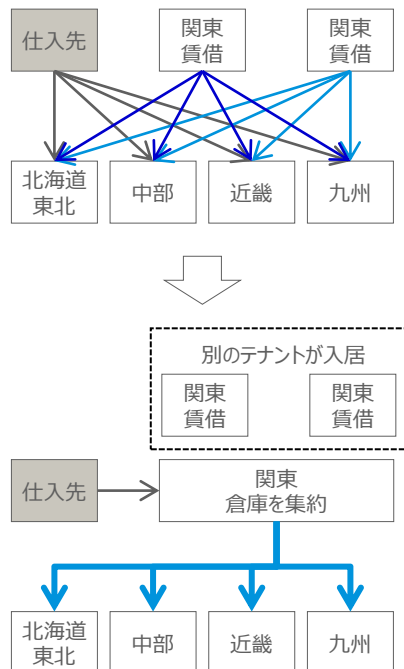 仕入先
関東
賃借
関東
賃借
北海道
東北
中部
近畿
九州
別のテナントが入居
関東
賃借
関東
賃借
仕入先
関東
倉庫を集約
北海道
東北
中部
近畿
九州